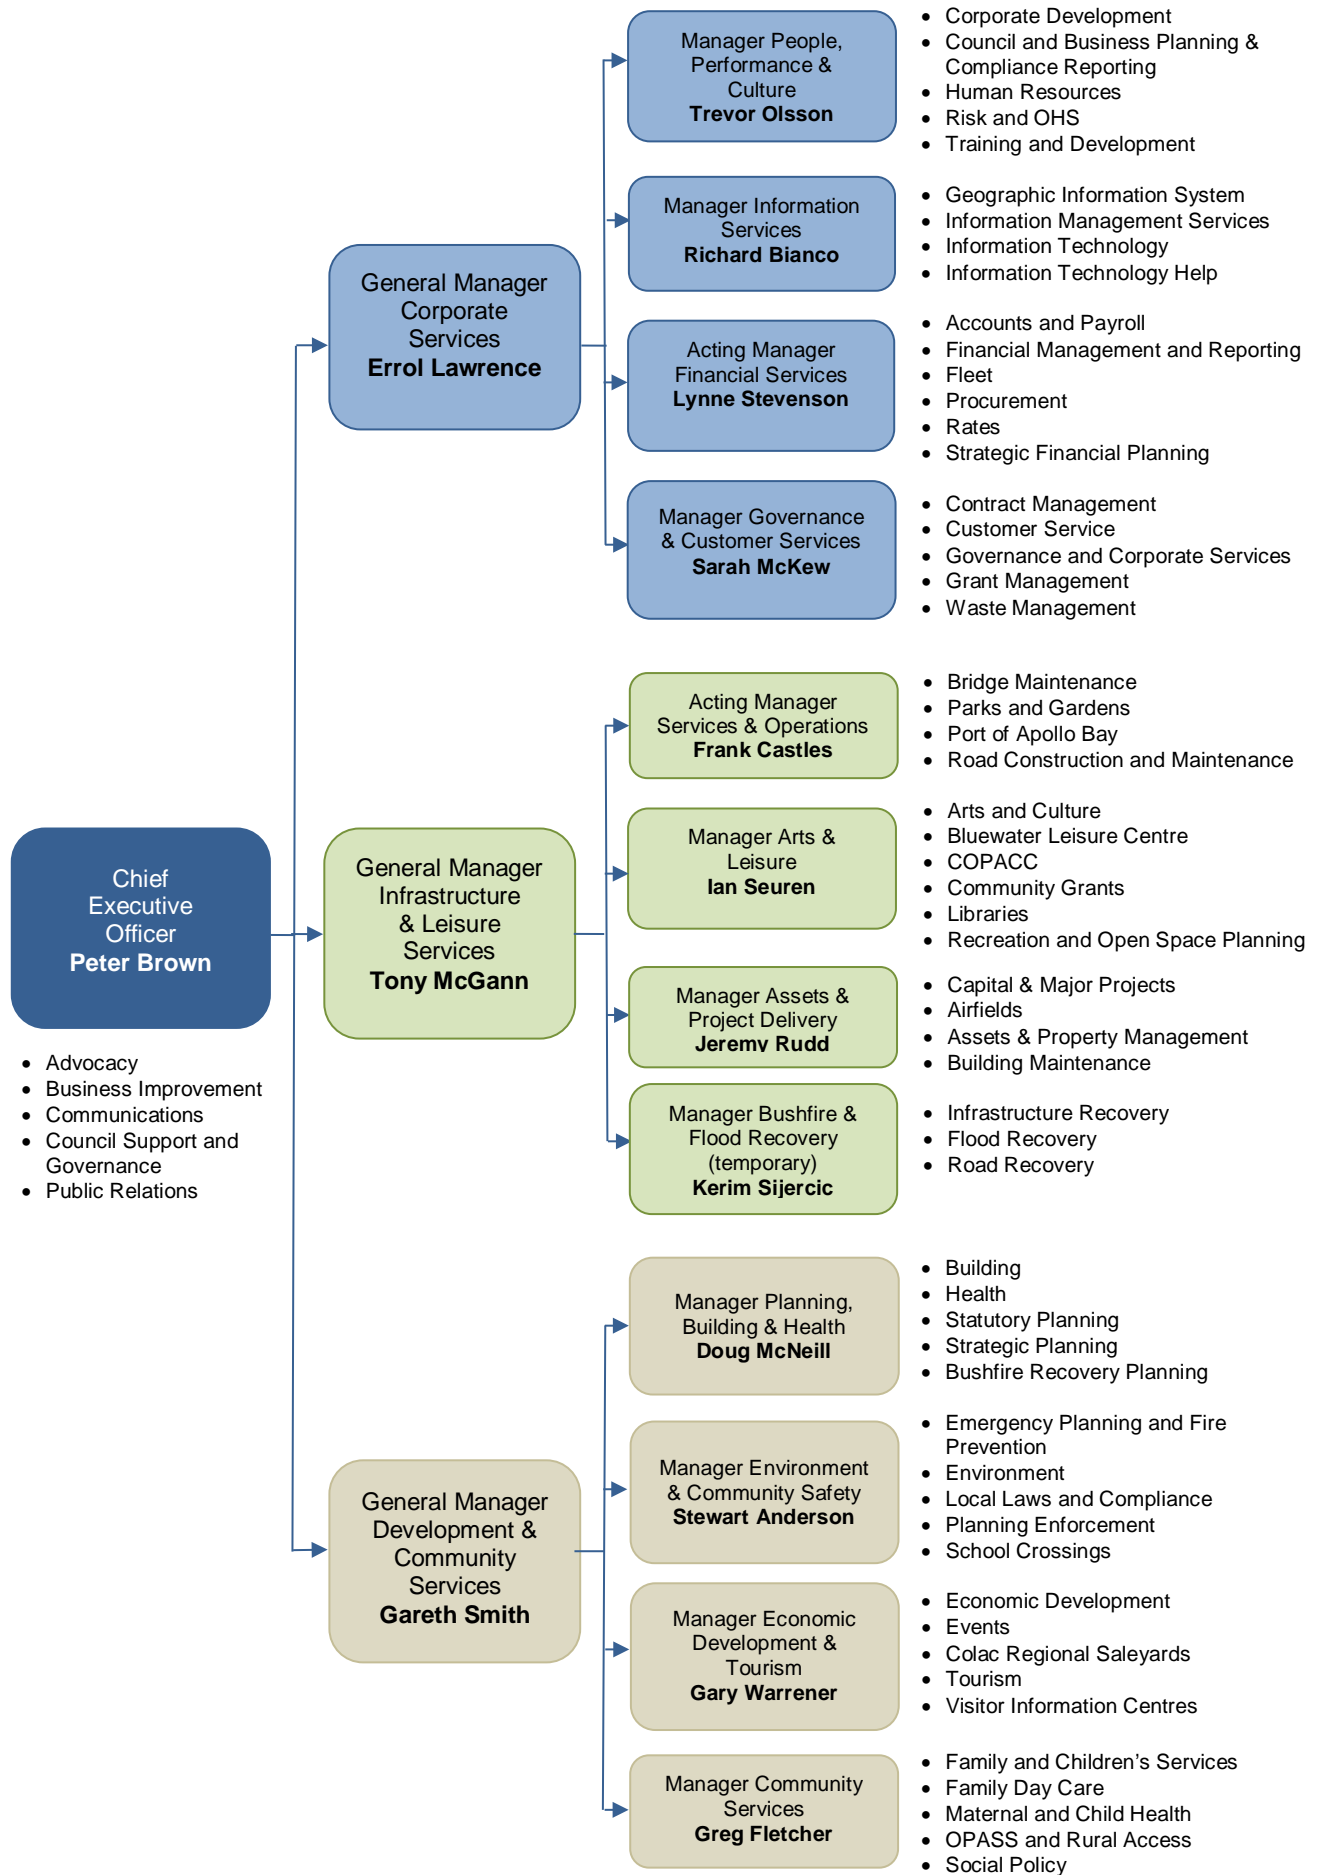 Chief
Executive
Officer
Peter Brown
• Advocacy
• Business Improvement
• Communications
• Council Support and
Governance
• Public Relations
General Manager
Corporate
Services
Errol Lawrence
Manager People,
Performance &
Culture
Trevor Olsson
• Corporate Development
• Council and Business Planning &
Compliance Reporting
• Human Resources
• Risk and OHS
• Training and Development
Manager Information
Services
Richard Bianco
• Geographic Information System
• Information Management Services
• Information Technology
• Information Technology Help
Acting Manager
Financial Services
Lynne Stevenson
• Accounts and Payroll
• Financial Management and Reporting
• Fleet
• Procurement
• Rates
• Strategic Financial Planning
Manager Governance
& Customer Services
Sarah McKew
• Contract Management
• Customer Service
• Governance and Corporate Services
• Grant Management
• Waste Management
General Manager
Infrastructure
& Leisure
Services
Tony McGann
Acting Manager
Services & Operations
Frank Castles
• Bridge Maintenance
• Parks and Gardens
• Port of Apollo Bay
• Road Construction and Maintenance
Manager Arts &
Leisure
Ian Seuren
• Arts and Culture
• Bluewater Leisure Centre
• COPACC
• Community Grants
• Libraries
• Recreation and Open Space Planning
Manager Assets &
Project Delivery
Jeremy Rudd
• Capital & Major Projects
• Airfields
• Assets & Property Management
• Building Maintenance
Manager Bushfire &
Flood Recovery
(temporary)
Kerim Sijercic
• Infrastructure Recovery
• Flood Recovery
• Road Recovery
General Manager
Development &
Community
Services
Gareth Smith
Manager Planning,
Building & Health
Doug McNeill
• Building
• Health
• Statutory Planning
• Strategic Planning
• Bushfire Recovery Planning
Manager Environment
& Community Safety
Stewart Anderson
• Emergency Planning and Fire
Prevention
• Environment
• Local Laws and Compliance
• Planning Enforcement
• School Crossings
Manager Economic
Development &
Tourism
Gary Warrener
• Economic Development
• Events
• Colac Regional Saleyards
• Tourism
• Visitor Information Centres
Manager Community
Services
Greg Fletcher
• Family and Children’s Services
• Family Day Care
• Maternal and Child Health
• OPASS and Rural Access
• Social Policy